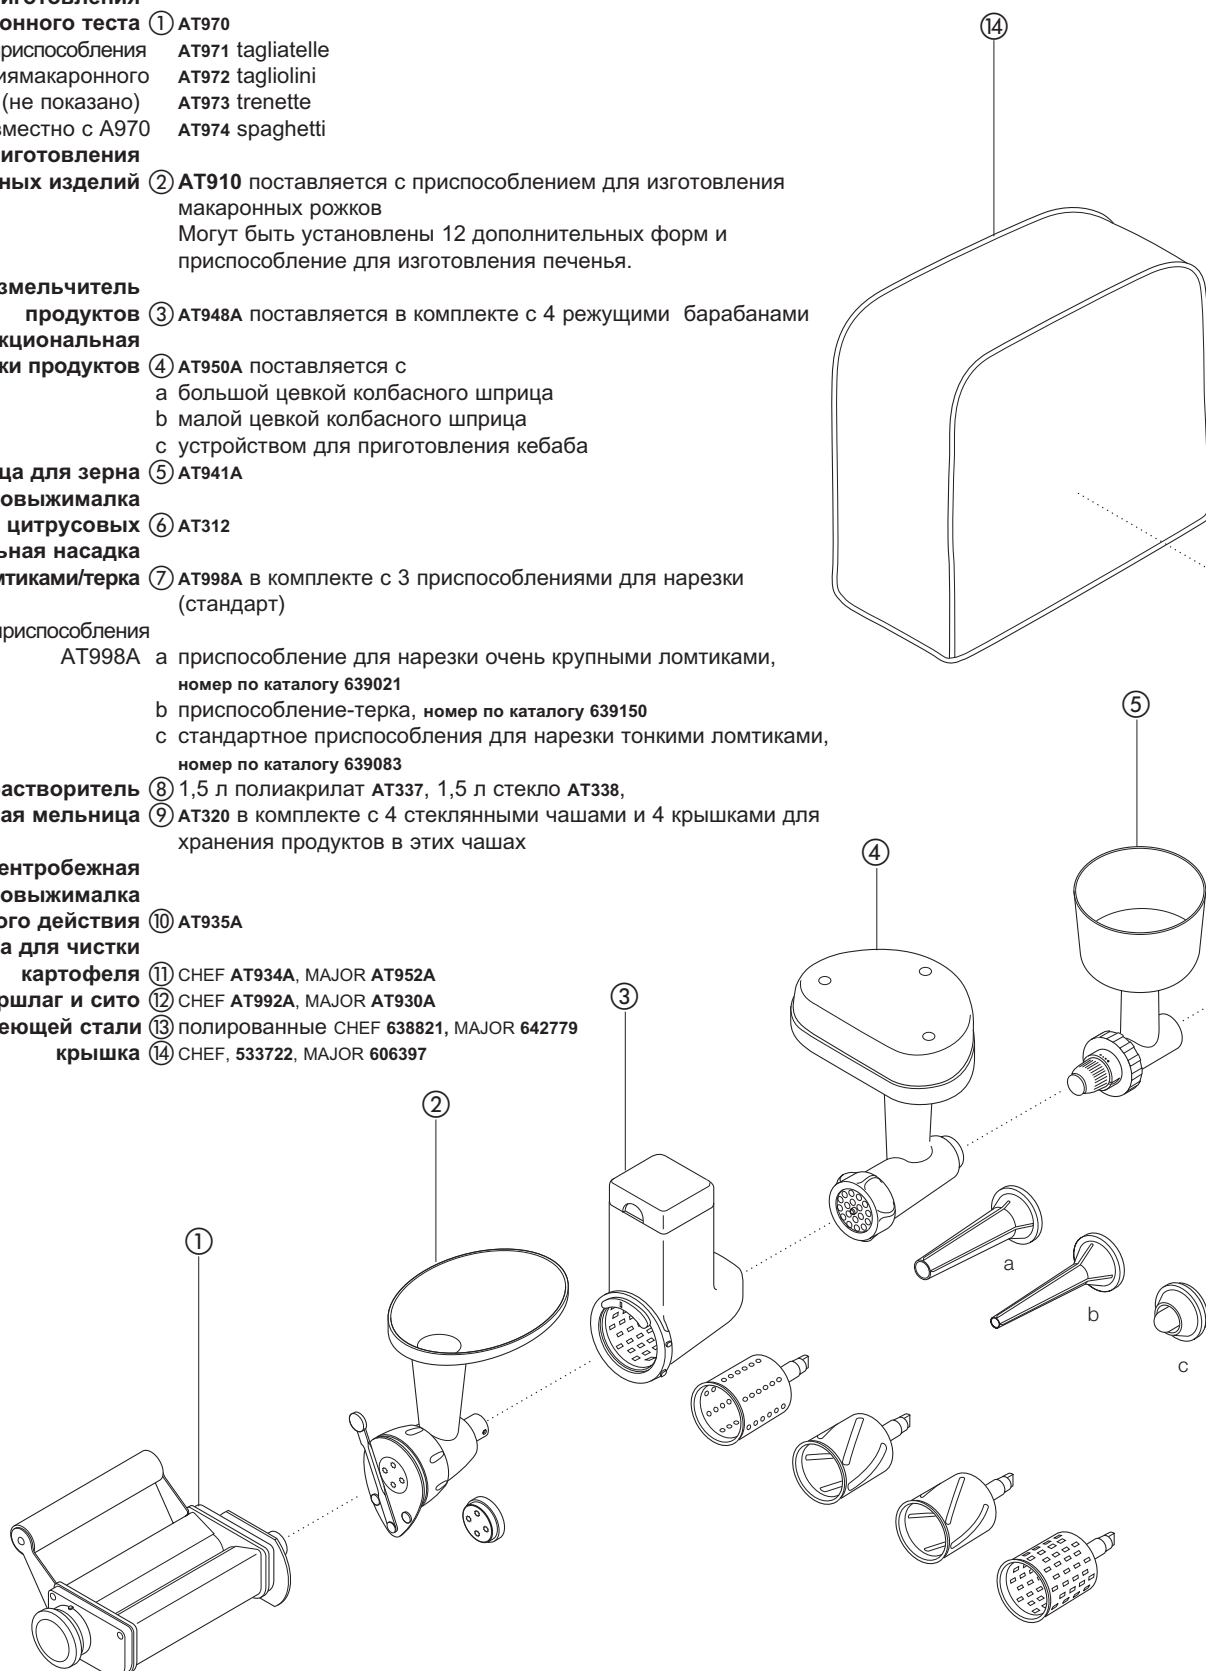 иготовления
онного теста ① AT970
приспособления AT971 tagliatelle
иямакаронного AT972 tagliolini
(не показано) AT973 trenette
вместно с A970 AT974 spaghetti
иготовления
ных изделий ② AT910 поставляется с приспособлением для изготовления
макаронных рожков
Могут быть установлены 12 дополнительных форм и
приспособление для изготовления печенья.
змельчитель
продуктов ③ AT948A поставляется в комплекте с 4 режущими барабанами
кциональная
ки продуктов ④ AT950A поставляется с
a большой цевкой колбасного шприца
b малой цевкой колбасного шприца
c устройством для приготовления кебаба
ца для зерна ⑤ AT941A
овыжималка
цитрусовых ⑥ AT312
ьная насадка
мтиками/терка ⑦ AT998A в комплекте с 3 приспособлениями для нарезки
(стандарт)
приспособления
AT998A a приспособление для нарезки очень крупными ломтиками,
номер по каталогу 639021
b приспособление-терка, номер по каталогу 639150
c стандартное приспособления для нарезки тонкими ломтиками,
номер по каталогу 639083
астворитель ⑧ 1,5 л полиакрилат AT337, 1,5 л стекло AT338,
ая мельница ⑨ AT320 в комплекте с 4 стеклянными чашами и 4 крышками для
хранения продуктов в этих чашах
ентробежная
овыжималка
ого действия ⑩ AT935A
а для чистки
картофеля ⑪ CHEF AT934A, MAJOR AT952A
ршлаг и сито ⑫ CHEF AT992A, MAJOR AT930A
еющей стали ⑬ полированные CHEF 638821, MAJOR 642779
крышка ⑭ CHEF, 533722, MAJOR 606397
⑭
⑤
④
③
②
①
a
b
c